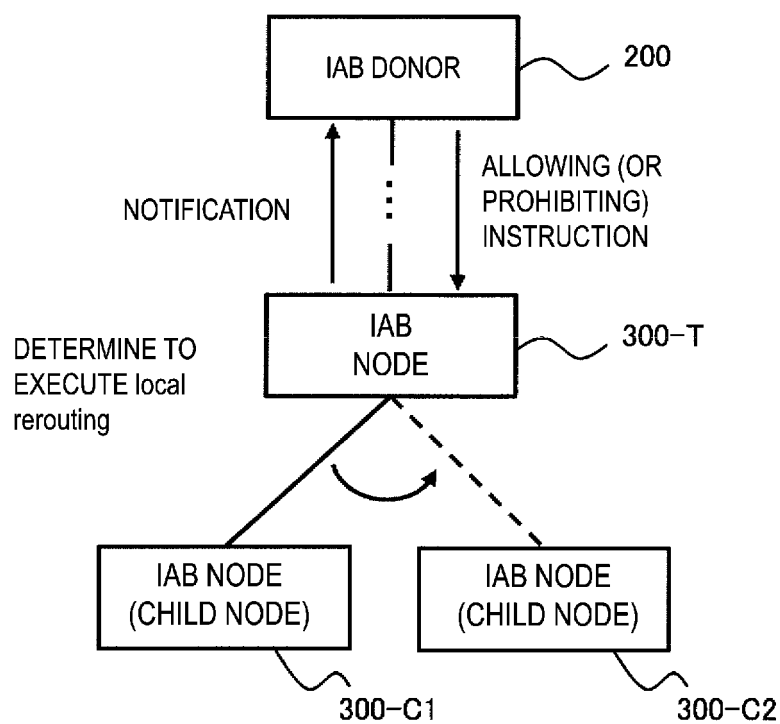 IAB DONOR
200
NOTIFICATION
ALLOWING (OR
PROHIBITING)
INSTRUCTION
IAB
NODE
300-T
DETERMINE TO
EXECUTE local
rerouting
IAB NODE
(CHILD NODE)
IAB NODE
(CHILD NODE)
300-C1
300-C2